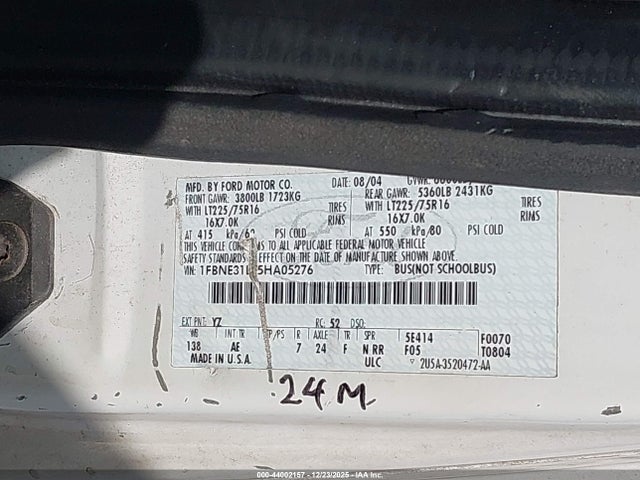 MFD. BY FORD MOTOR CO. DATE: 08/04 GVWR:
FRONT GAWR: 3800LB 1723KG REAR GAWR: 5360LB 2431KG
WITH LT225/75R16 TIRES WITH LT225/75R16 TIRES
16X7.0K RIMS 16X7.0K RIMS
AT 415 kPa/60 PSI COLD AT 550 kPa/80 PSI COLD
THIS VEHICLE CONFORMS TO ALL APPLICABLE FEDERAL MOTOR VEHICLE
SAFETY STANDARDS IN EFFECT ON THE DATE OF MANUFACTURE SHOWN ABOVE.
VIN: 1FBNE31L 5HA05276 TYPE: BUS(NOT SCHOOLBUS)
EXT PNT: YZ RC: 52 DSO:
WB INT TR TP/PS R AXLE TR SPR 5E414 F0070
138 AE 7 24 F N RR F05 T0804
MADE IN U.S.A. ULC 2U5A-3520472-AA
24M
000-44002157 - 12/23/2025 - IAA Inc.